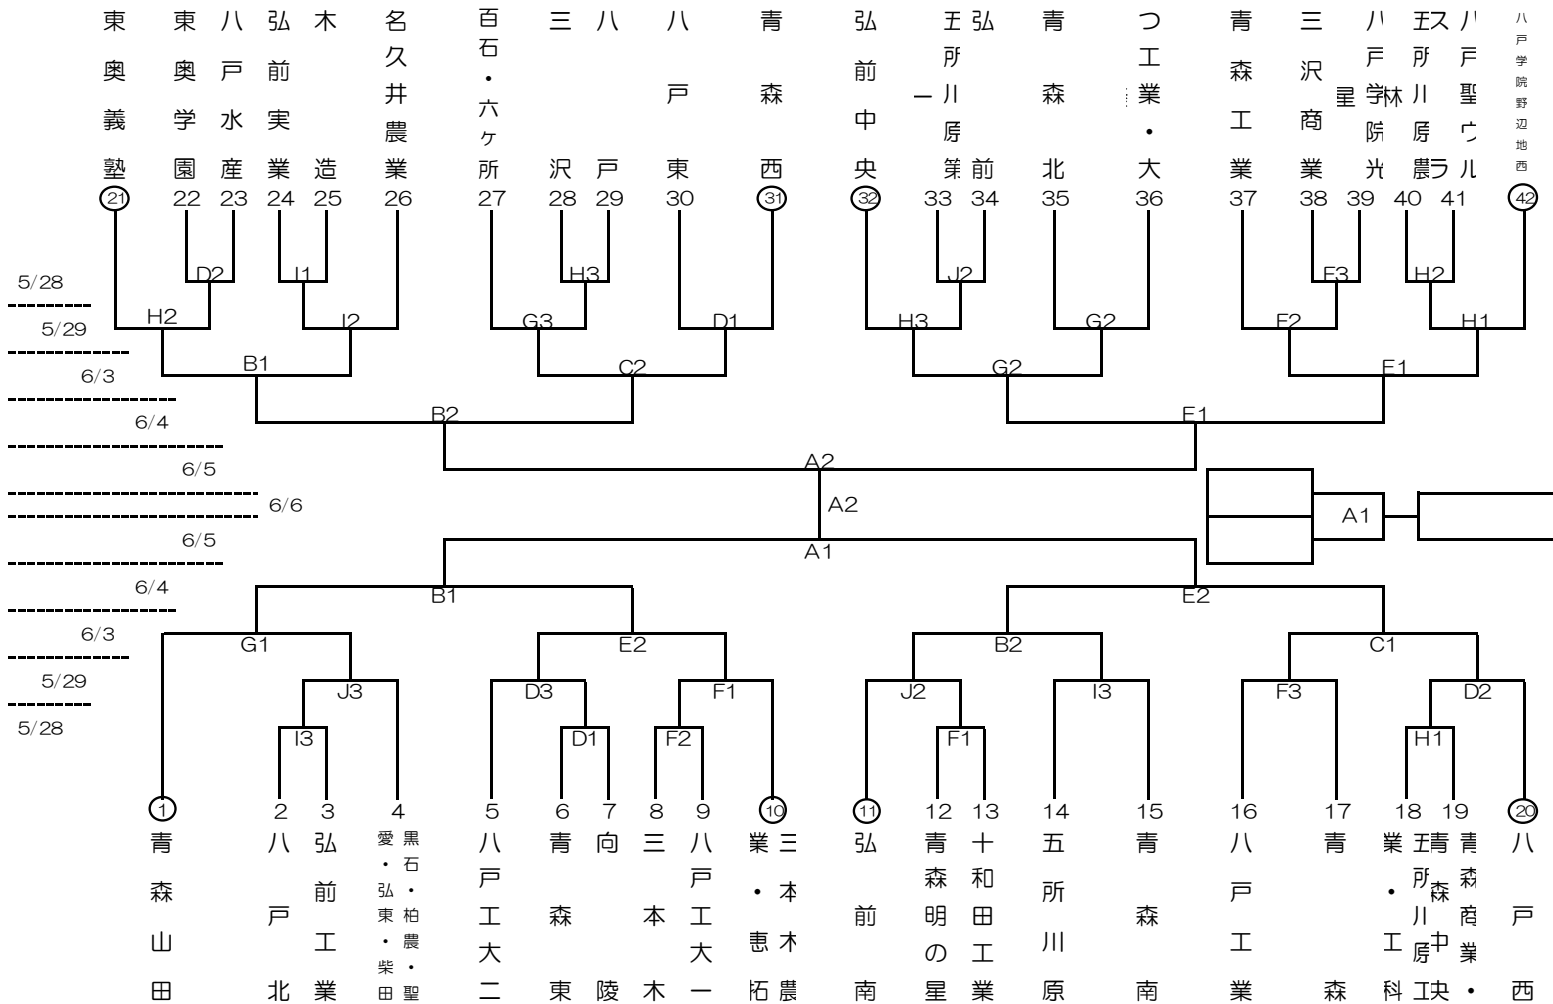 東奥義塾
東奥学園
八戸水産
弘前実業
木造
名久井農業
百石・六ヶ所
三沢
八戸
八戸東
青森西
弘前中央
五所川原第一
弘前
青森北
つ工業・大
青森工業
三沢商業
八戸学院光星
五所川原農林
八戸聖ウルスラ
八戸学院野辺地西
21 22 23 24 25 26 27 28 29 30 31 32 33 34 35 36 37 38 39 40 41 42
5/28 D2 I1 H3 J2 F3 H2
5/29 H2 I2 G3 D1 H3 G2 F2 H1
6/3 B1 C2 G2 F1
6/4 B2 E1
6/5 A2
6/6 A2 A1
6/5 A1
6/4 B1 E2
6/3 G1 E2 B2 C1
5/29 J3 D3 F1 J2 I3 F3 D2
5/28 I3 D1 F2 F1 H1
1 2 3 4 5 6 7 8 9 10 11 12 13 14 15 16 17 18 19 20
青森山田
八戸北
弘前工業
黒石・柏農・聖
愛・弘東・柴田
八戸工大二
青森東
向陵
三本木
八戸工大一
三本木農
業・恵拓
弘前南
青森明の星
十和田工業
五所川原
青森南
八戸工業
青森
五所川原工
業・工科
青森商業・
青森中央
八戸西